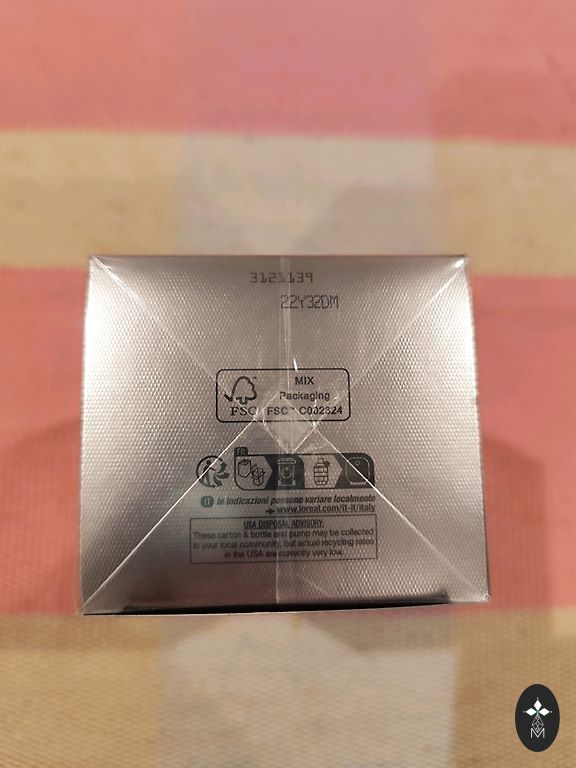 3121139
22Y32DM
MIX
Packaging
FSC FSC™ C002324
FR
IT le indicazioni possono variare localmente
➔ www.loreal.com/it-it/italy
USA DISPOSAL ADVISORY:
These carton & bottle and pump may be collected
in your local community, but actual recycling rates
in the USA are currently very low.
M